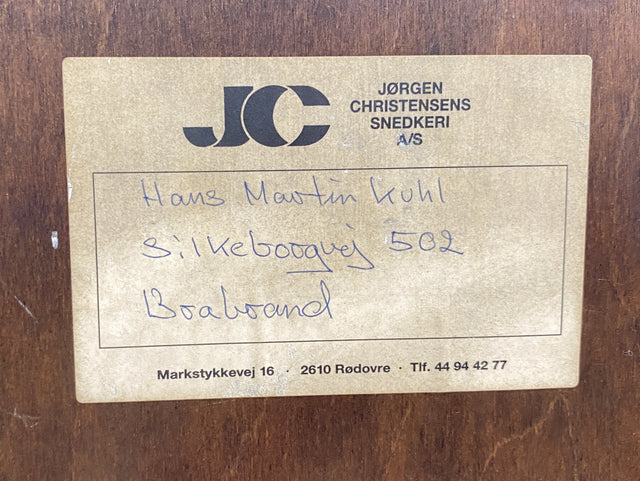 JC
JØRGEN
CHRISTENSENS
SNEDKERI
A/S
Hans Martin Kuhl
Silkeborgvej 502
Brabrand
Markstykkevej 16 · 2610 Rødovre · Tlf. 44 94 42 77